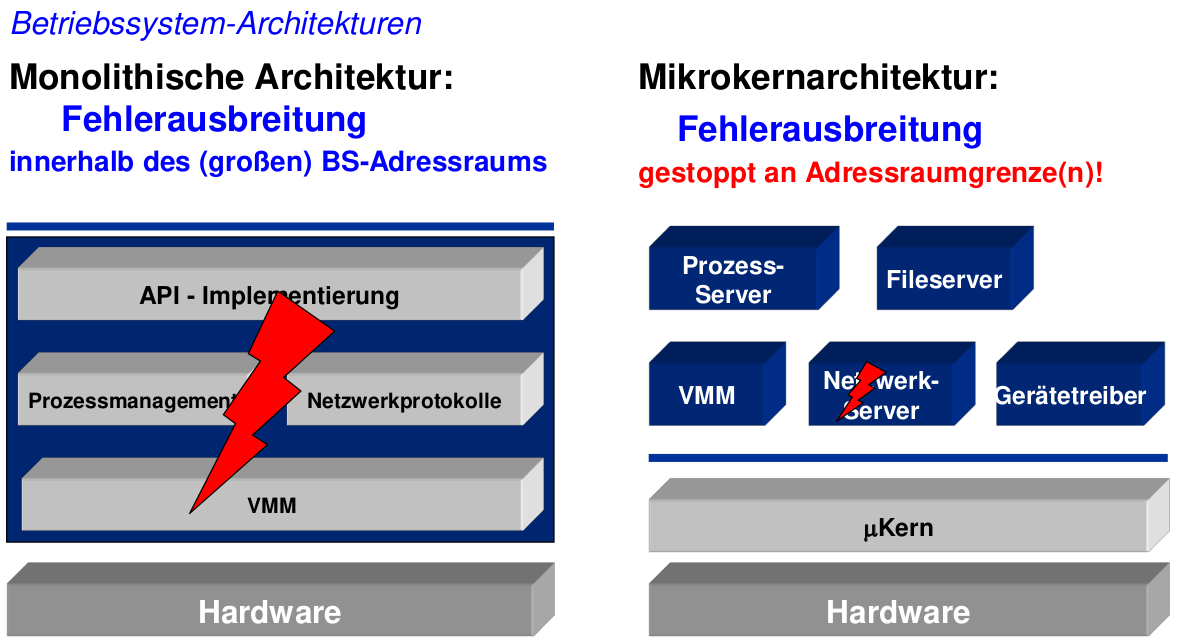 Betriebssystem-Architekturen
Monolithische Architektur:
Fehlerausbreitung
innerhalb des (großen) BS-Adressraums
API - Implementierung
Prozessmanagement
Netzwerkprotokolle
VMM
Hardware
Mikrokernarchitektur:
Fehlerausbreitung
gestoppt an Adressraumgrenze(n)!
Prozess-
Server
Fileserver
VMM
Netzwerk-
Server
Gerätetreiber
μKern
Hardware